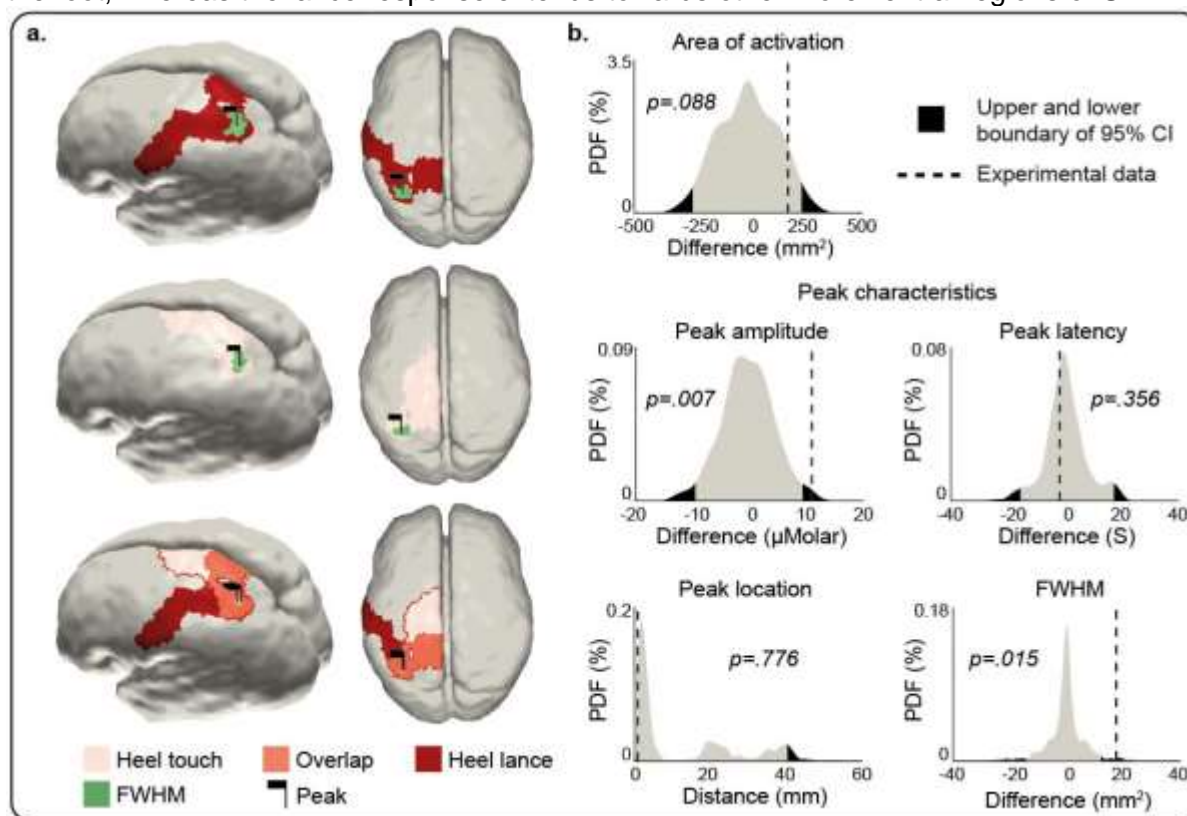 a.
b.
Area of activation
3.5
p=.088
PDF (%)
0
-500 -250 0 250 500
Difference (mm²)
Upper and lower
boundary of 95% CI
Experimental data
Peak characteristics
Peak amplitude
0.09
p=.007
PDF (%)
0
-20 -10 0 10 20
Difference (µMolar)
Peak latency
0.08
p=.356
PDF (%)
0
-40 -20 0 20 40
Difference (S)
Peak location
0.2
p=.776
PDF (%)
0
0 20 40 60
Distance (mm)
FWHM
0.18
p=.015
PDF (%)
0
-40 -20 0 20 40
Difference (mm²)
Heel touch Overlap Heel lance
FWHM Peak